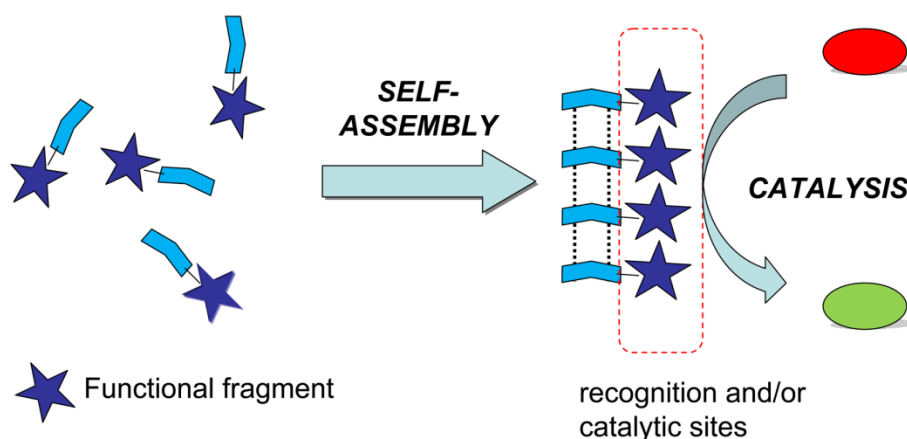 SELF-
ASSEMBLY
CATALYSIS
Functional fragment
recognition and/or
catalytic sites